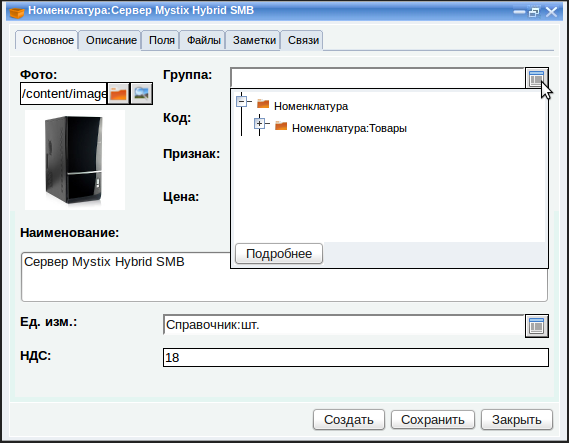 Номенклатура:Сервер Mystix Hybrid SMB
Основное Описание Поля Файлы Заметки Связи
Фото: Группа:
/content/image
Номенклатура
Код:
Номенклатура:Товары
Признак:
Цена:
Наименование:
Подробнее
Сервер Mystix Hybrid SMB
Ед. изм.: Справочник:шт.
НДС: 18
Создать Сохранить Закрыть